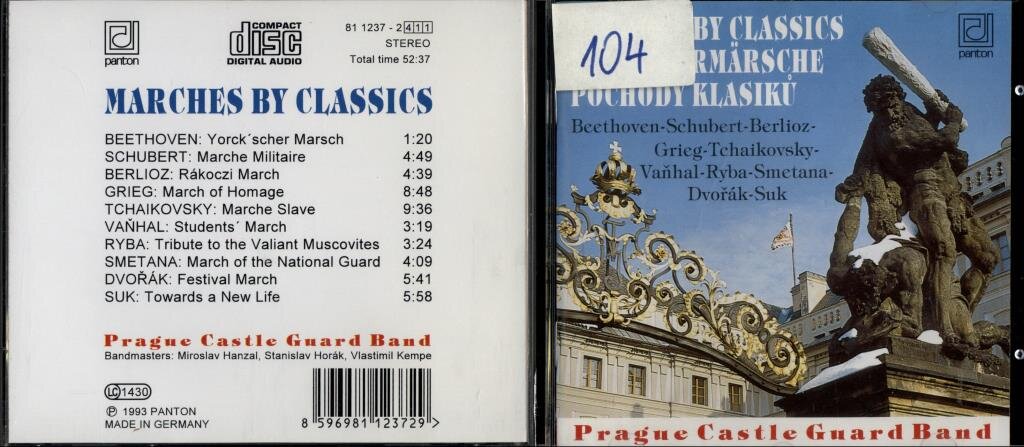 panton
COMPACT
disc
DIGITAL AUDIO
81 1237 - 2 411
STEREO
Total time 52:37
MARCHES BY CLASSICS
BEETHOVEN: Yorck´scher Marsch 1:20
SCHUBERT: Marche Militaire 4:49
BERLIOZ: Rákoczi March 4:39
GRIEG: March of Homage 8:48
TCHAIKOVSKY: Marche Slave 9:36
VAŇHAL: Students´ March 3:19
RYBA: Tribute to the Valiant Muscovites 3:24
SMETANA: March of the National Guard 4:09
DVOŘÁK: Festival March 5:41
SUK: Towards a New Life 5:58
Prague Castle Guard Band
Bandmasters: Miroslav Hanzal, Stanislav Horák, Vlastimil Kempe
LC 1430
℗ 1993 PANTON
MADE IN GERMANY
8 596981 123729 >
104
BY CLASSICS
RMÄRSCHE
POCHODY KLASIKŮ
panton
Beethoven-Schubert-Berlioz-
Grieg-Tchaikovsky-
Vaňhal-Ryba-Smetana-
Dvořák-Suk
Prague Castle Guard Band